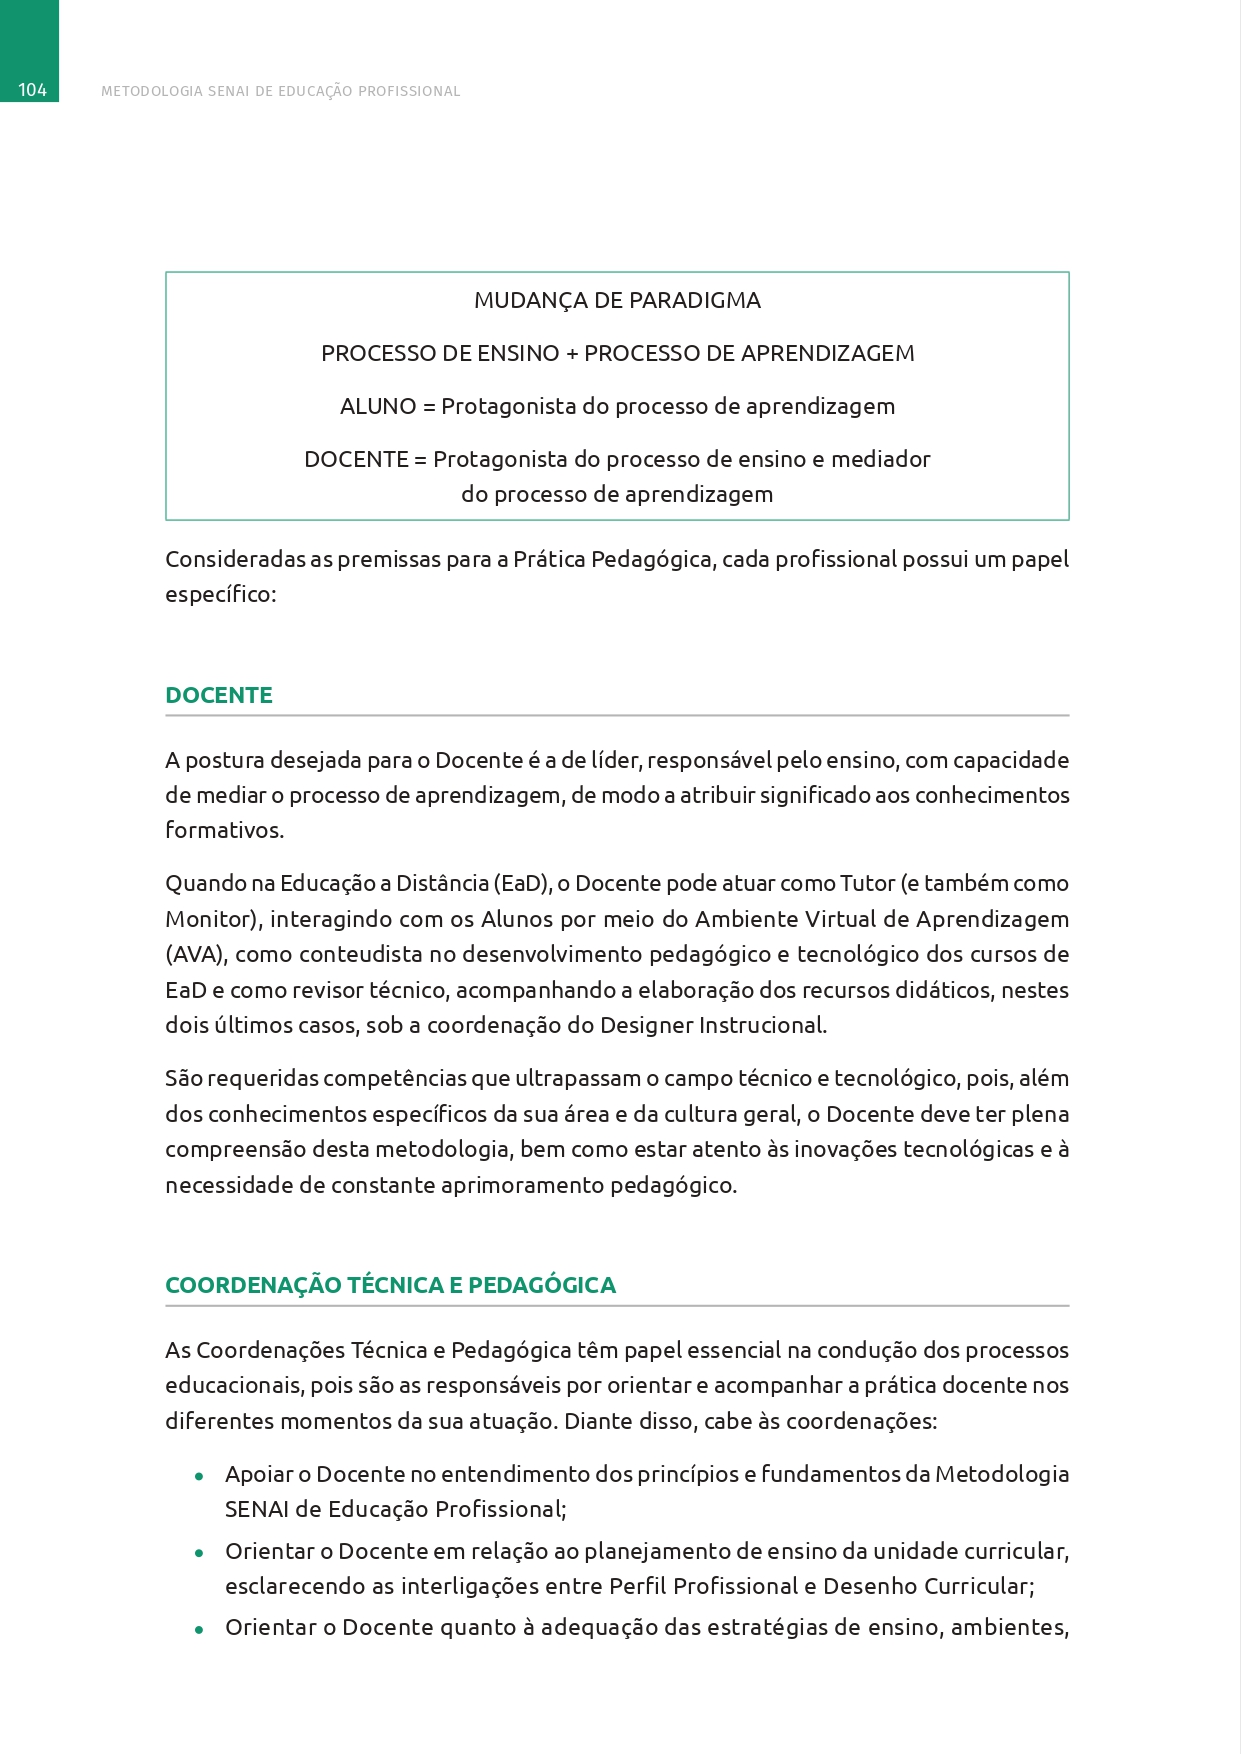 104
METODOLOGIA SENAI DE EDUCAÇÃO PROFISSIONAL
MUDANÇA DE PARADIGMA
PROCESSO DE ENSINO + PROCESSO DE APRENDIZAGEM
ALUNO = Protagonista do processo de aprendizagem
DOCENTE = Protagonista do processo de ensino e mediador
do processo de aprendizagem
Consideradas as premissas para a Prática Pedagógica, cada profissional possui um papel
específico:
DOCENTE
A postura desejada para o Docente é a de líder, responsável pelo ensino, com capacidade
de mediar o processo de aprendizagem, de modo a atribuir significado aos conhecimentos
formativos.
Quando na Educação a Distância (EaD), o Docente pode atuar como Tutor (e também como
Monitor), interagindo com os Alunos por meio do Ambiente Virtual de Aprendizagem
(AVA), como conteudista no desenvolvimento pedagógico e tecnológico dos cursos de
EaD e como revisor técnico, acompanhando a elaboração dos recursos didáticos, nestes
dois últimos casos, sob a coordenação do Designer Instrucional.
São requeridas competências que ultrapassam o campo técnico e tecnológico, pois, além
dos conhecimentos específicos da sua área e da cultura geral, o Docente deve ter plena
compreensão desta metodologia, bem como estar atento às inovações tecnológicas e à
necessidade de constante aprimoramento pedagógico.
COORDENAÇÃO TÉCNICA E PEDAGÓGICA
As Coordenações Técnica e Pedagógica têm papel essencial na condução dos processos
educacionais, pois são as responsáveis por orientar e acompanhar a prática docente nos
diferentes momentos da sua atuação. Diante disso, cabe às coordenações:
• Apoiar o Docente no entendimento dos princípios e fundamentos da Metodologia
SENAI de Educação Profissional;
• Orientar o Docente em relação ao planejamento de ensino da unidade curricular,
esclarecendo as interligações entre Perfil Profissional e Desenho Curricular;
• Orientar o Docente quanto à adequação das estratégias de ensino, ambientes,